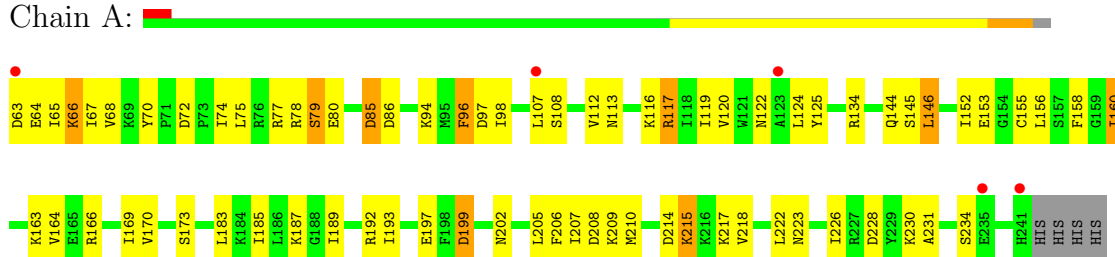 Chain A:
D63 E64 I65 K66 I67 V68 K69 Y70 P71 D72 P73 I74 L75 R76 R77 R78 S79 E80 D85 D86 K94 M95 F96 D97 I98 L107 S108 V112 N113 K116 R117 I118 I119 V120 W121 N122 A123 L124 Y125 R134 Q144 S145 L146 I152 E153 G154 C155 L156 S157 F158 G159 I160
K163 V164 E165 R166 I169 V170 S173 L183 K184 I185 L186 K187 G188 I189 R192 I193 E197 F198 D199 N202 L205 F206 I207 D208 K209 M210 D214 K215 K216 K217 V218 L222 N223 I226 R227 D228 Y229 K230 A231 S234 E235 H241 HIS HIS HIS HIS